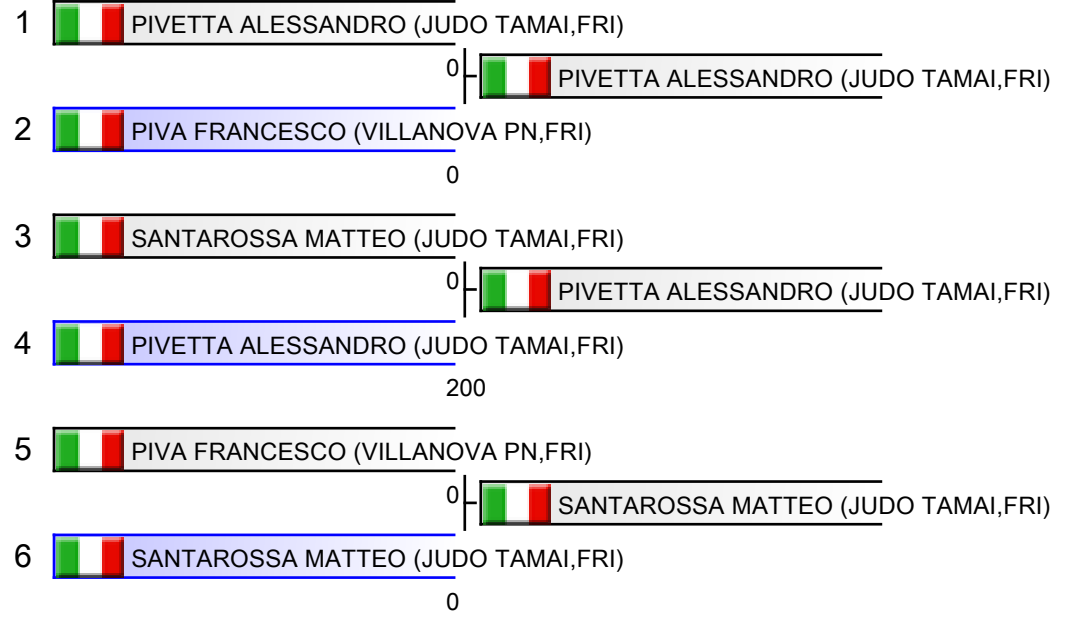 1 PIVETTA ALESSANDRO (JUDO TAMAI,FRI)
0 PIVETTA ALESSANDRO (JUDO TAMAI,FRI)
2 PIVA FRANCESCO (VILLANOVA PN,FRI)
0
3 SANTAROSSA MATTEO (JUDO TAMAI,FRI)
0 PIVETTA ALESSANDRO (JUDO TAMAI,FRI)
4 PIVETTA ALESSANDRO (JUDO TAMAI,FRI)
200
5 PIVA FRANCESCO (VILLANOVA PN,FRI)
0 SANTAROSSA MATTEO (JUDO TAMAI,FRI)
6 SANTAROSSA MATTEO (JUDO TAMAI,FRI)
0